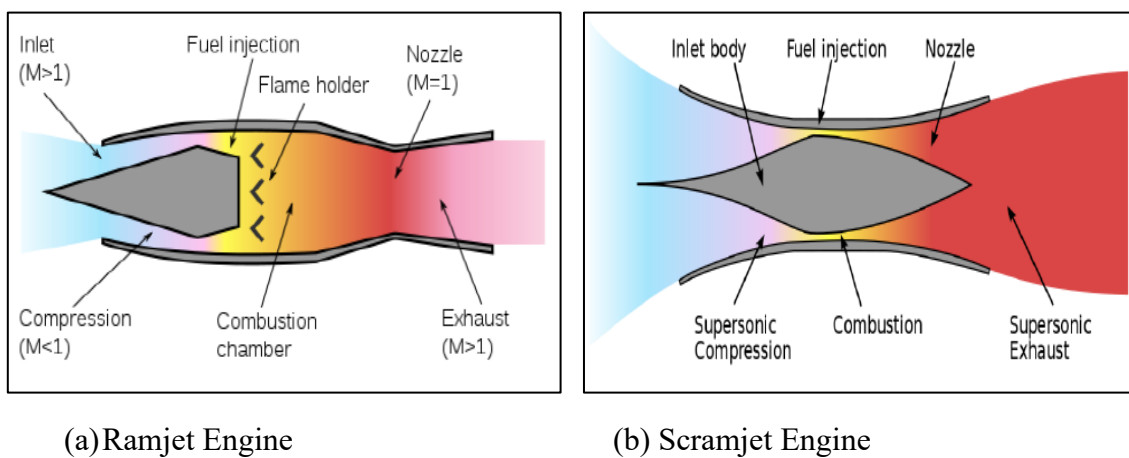 Inlet
(M>1)
Fuel injection
Flame holder
Nozzle
(M=1)
Compression
(M<1)
Combustion
chamber
Exhaust
(M>1)
Inlet body
Fuel injection
Nozzle
Supersonic
Compression
Combustion
Supersonic
Exhaust
(a)Ramjet Engine
(b) Scramjet Engine